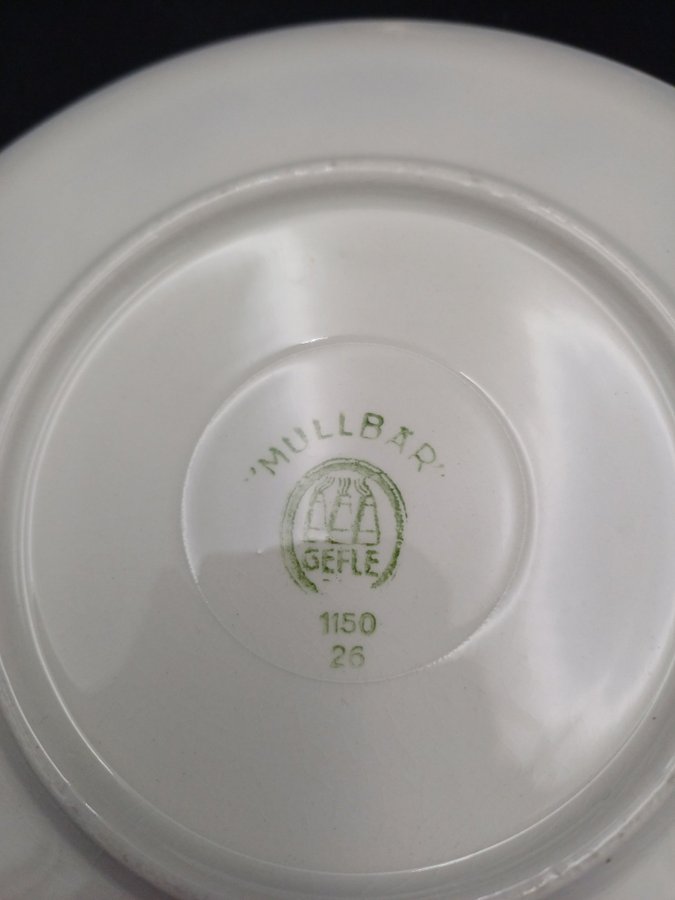 "MULLBÄR"
GEFLE
1150
26